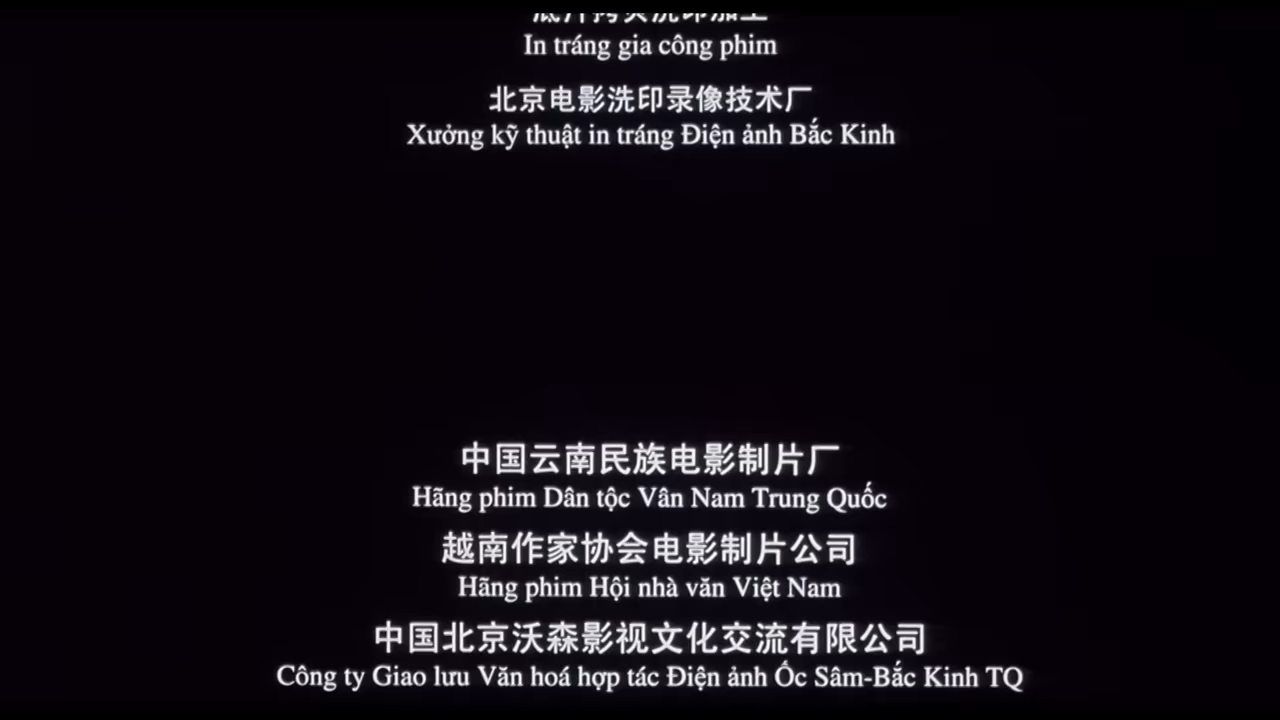 In tráng gia công phim
北京电影洗印录像技术厂
Xưởng kỹ thuật in tráng Điện ảnh Bắc Kinh
中国云南民族电影制片厂
Hãng phim Dân tộc Vân Nam Trung Quốc
越南作家协会电影制片公司
Hãng phim Hội nhà văn Việt Nam
中国北京沃森影视文化交流有限公司
Công ty Giao lưu Văn hoá hợp tác Điện ảnh Ốc Sâm-Bắc Kinh TQ